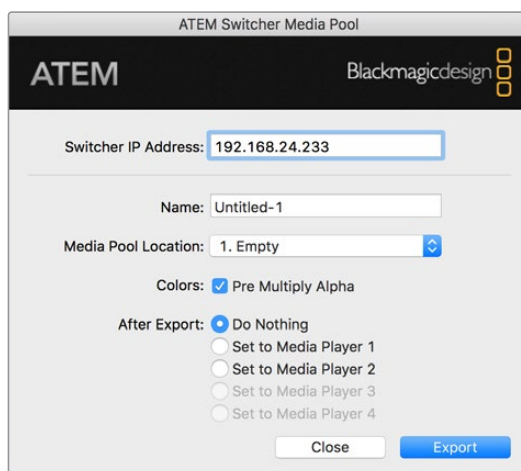 ATEM Switcher Media Pool
ATEM
Blackmagicdesign
Switcher IP Address: 192.168.24.233
Name: Untitled-1
Media Pool Location: 1. Empty
Colors: Pre Multiply Alpha
After Export: Do Nothing
Set to Media Player 1
Set to Media Player 2
Set to Media Player 3
Set to Media Player 4
Close Export